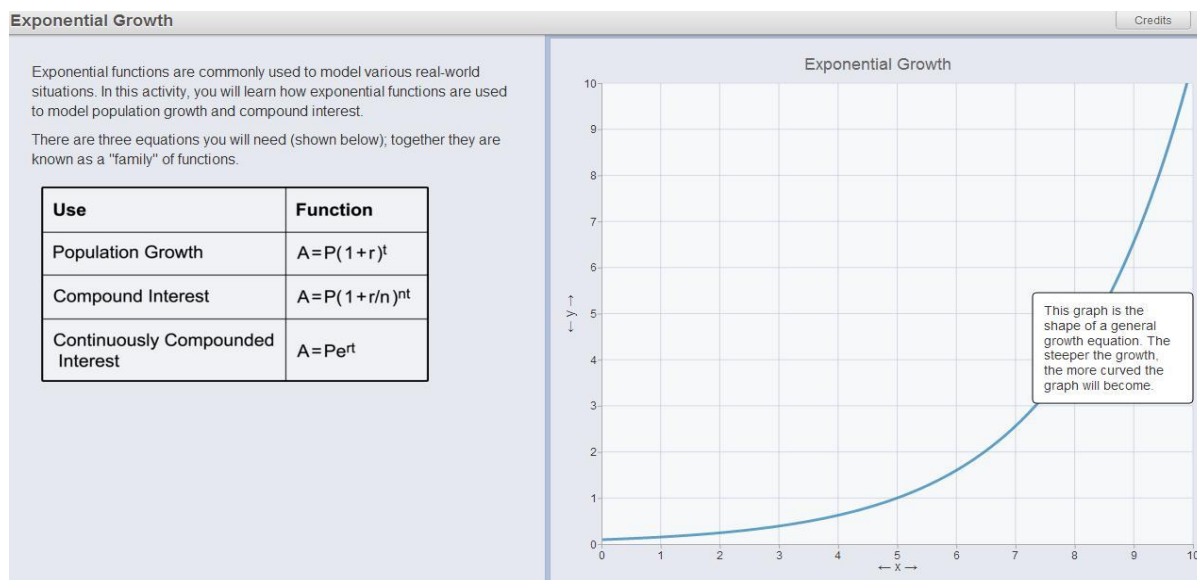 Exponential Growth
Credits
Exponential functions are commonly used to model various real-world
situations. In this activity, you will learn how exponential functions are used
to model population growth and compound interest.
There are three equations you will need (shown below); together they are
known as a "family" of functions.
Use Function
Population Growth A=P(1+r)ᵗ
Compound Interest A=P(1+r/n)ⁿᵗ
Continuously Compounded
Interest A=Peʳᵗ
Exponential Growth
10
9
8
7
6
5
4
3
2
1
0
← y →
This graph is the
shape of a general
growth equation. The
steeper the growth,
the more curved the
graph will become.
0 1 2 3 4 5 6 7 8 9 10
← x →